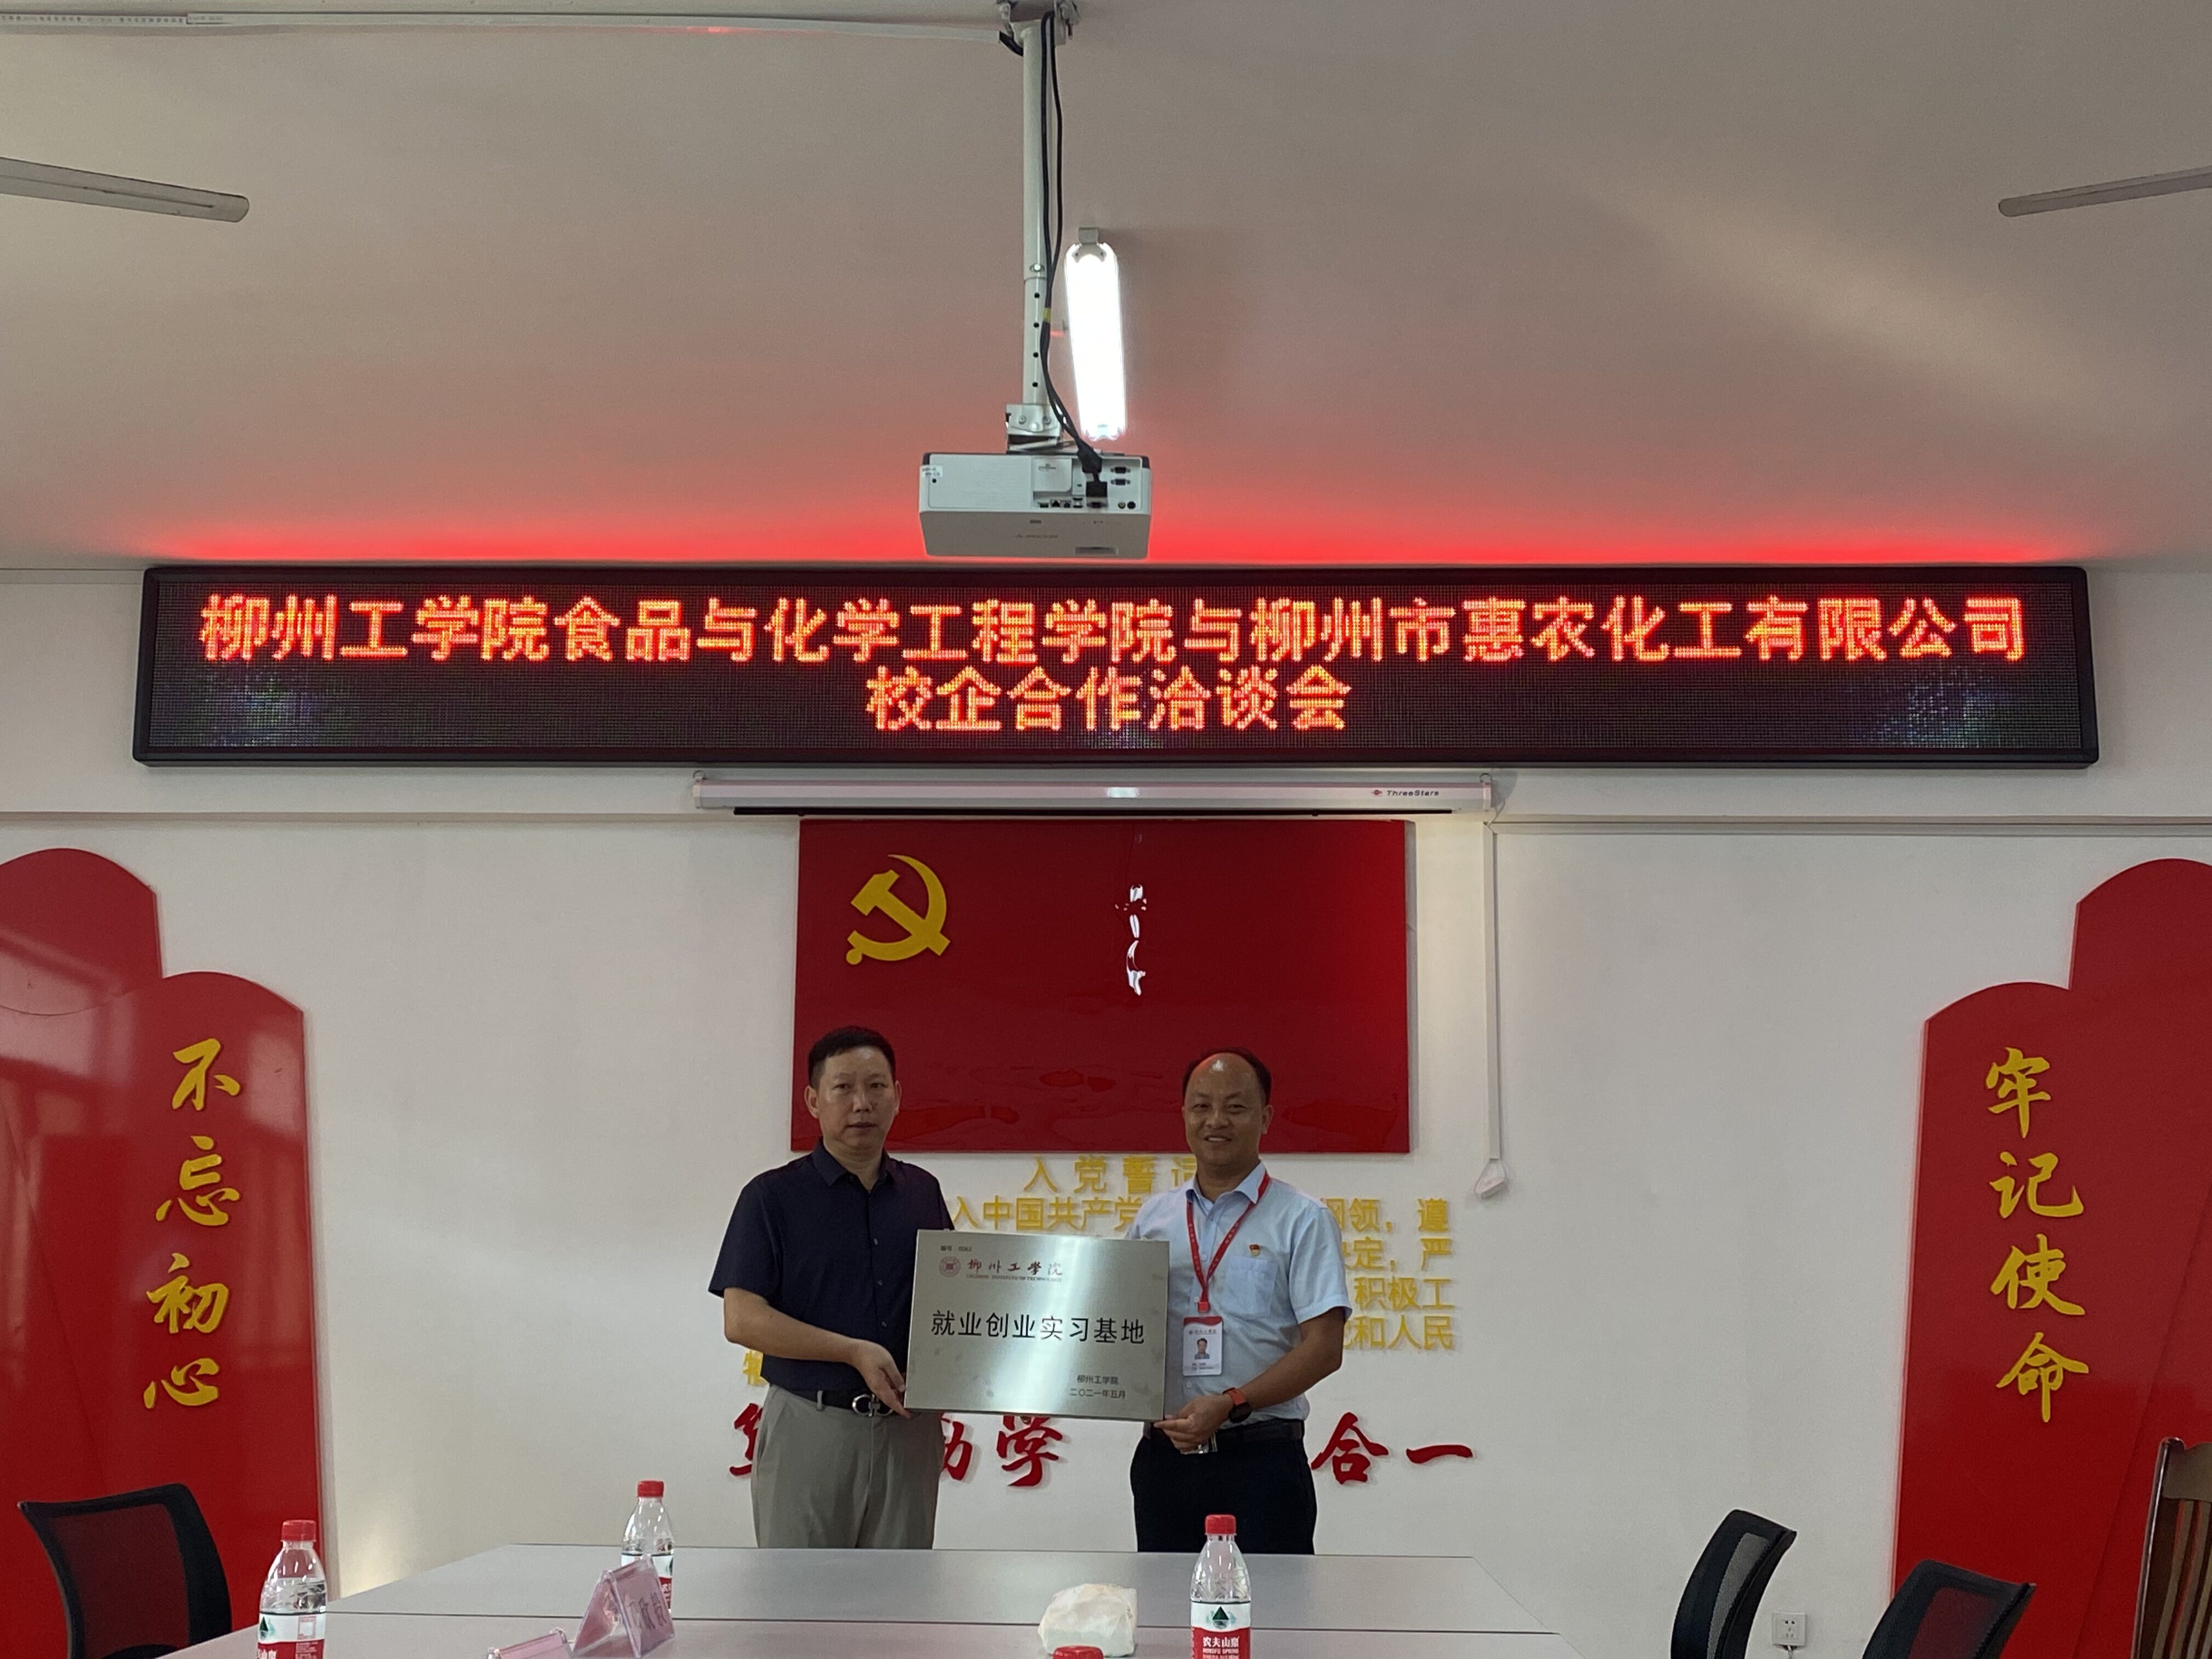 柳州工学院食品与化学工程学院与柳州市惠农化工有限公司
校企合作洽谈会
ThreeStars
不忘初心
牢记使命
入党誓词
入中国共产党
纲领，遵
决定，严
积极工
党和人民
柳州工学院
就业创业实习基地
柳州工学院
二〇二一年五月
勤学
合一
农夫山泉